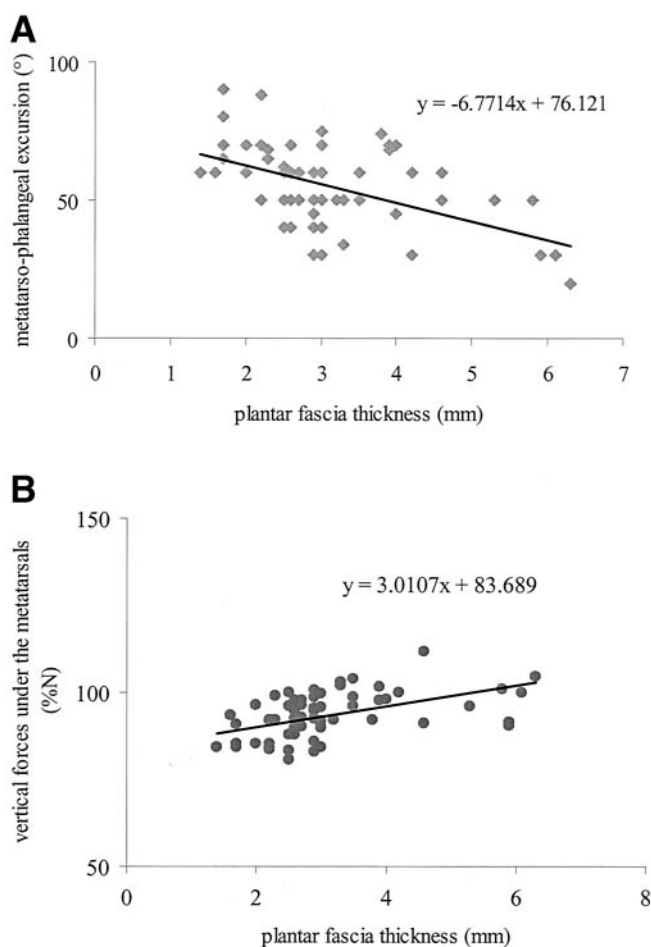 A
metatarso-phalangeal excursion (°)
100
50
0
y = -6.7714x + 76.121
0 1 2 3 4 5 6 7
plantar fascia thickness (mm)
B
vertical forces under the metatarsals
(%N)
150
100
50
y = 3.0107x + 83.689
0 2 4 6 8
plantar fascia thickness (mm)